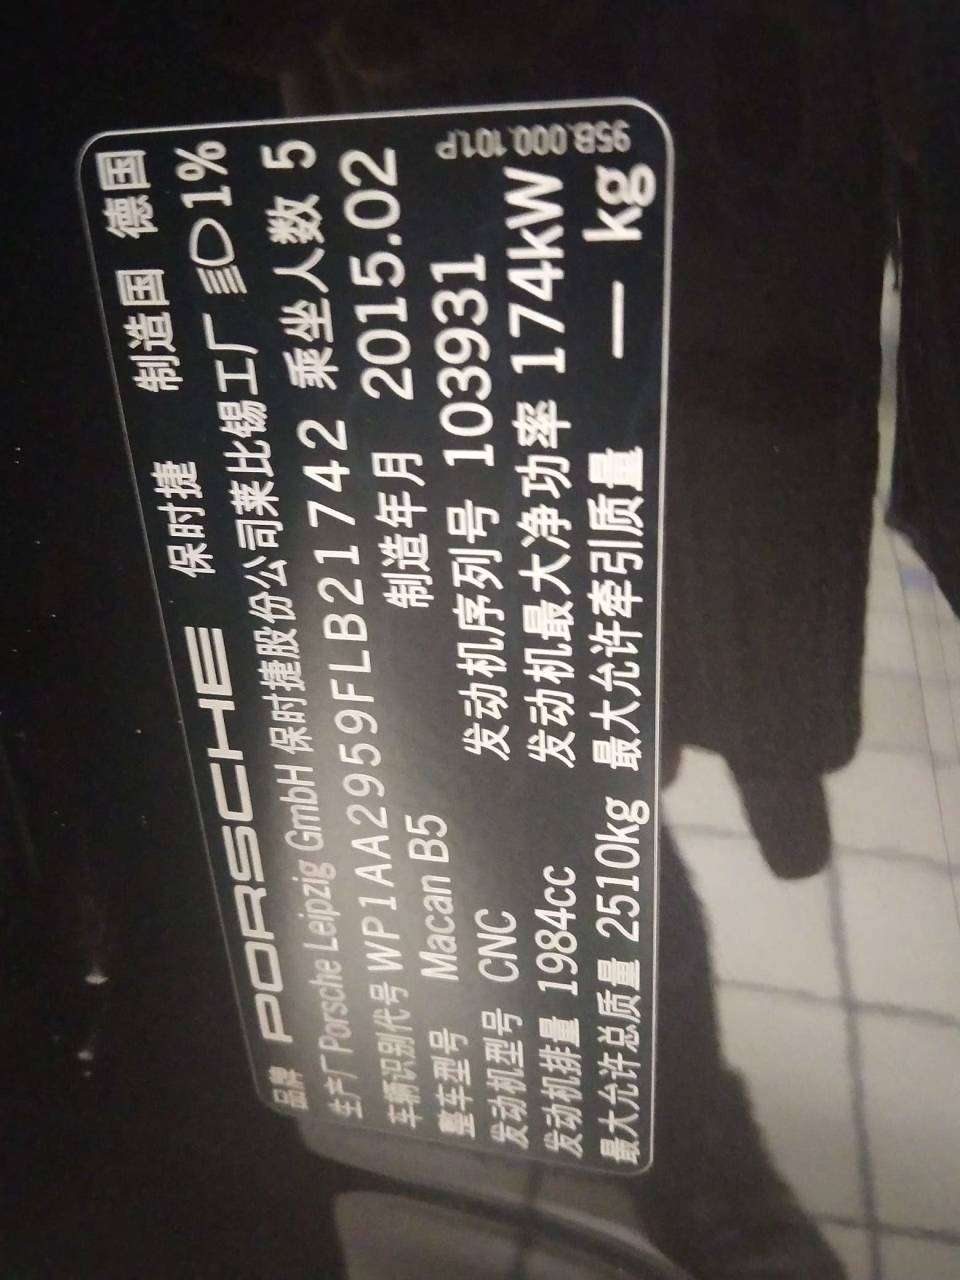 品牌 PORSCHE 保时捷 制造国 德国
生产厂 Porsche Leipzig GmbH 保时捷股份公司莱比锡工厂 1%
车辆识别代号 WP1AA2959FLB21742 乘坐人数 5
整车型号 Macan B5 制造年月 2015.02
发动机型号 CNC 发动机序列号 103931
发动机排量 1984cc 发动机最大净功率 174kW
最大允许总质量 2510kg 最大允许牵引质量 — kg
95B.000.101.P